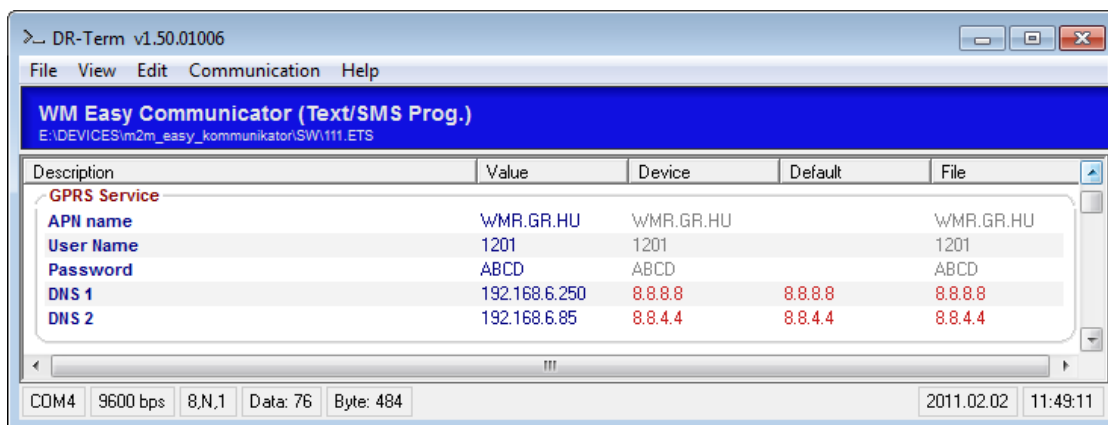 DR-Term v1.50.01006
File View Edit Communication Help
WM Easy Communicator (Text/SMS Prog.)
E:\DEVICES\m2m_easy_kommunikator\SW\111.ETS
Description Value Device Default File
GPRS Service
APN name WMR.GR.HU WMR.GR.HU WMR.GR.HU
User Name 1201 1201 1201
Password ABCD ABCD ABCD
DNS 1 192.168.6.250 8.8.8.8 8.8.8.8 8.8.8.8
DNS 2 192.168.6.85 8.8.4.4 8.8.4.4 8.8.4.4
COM4 9600 bps 8,N,1 Data: 76 Byte: 484 2011.02.02 11:49:11